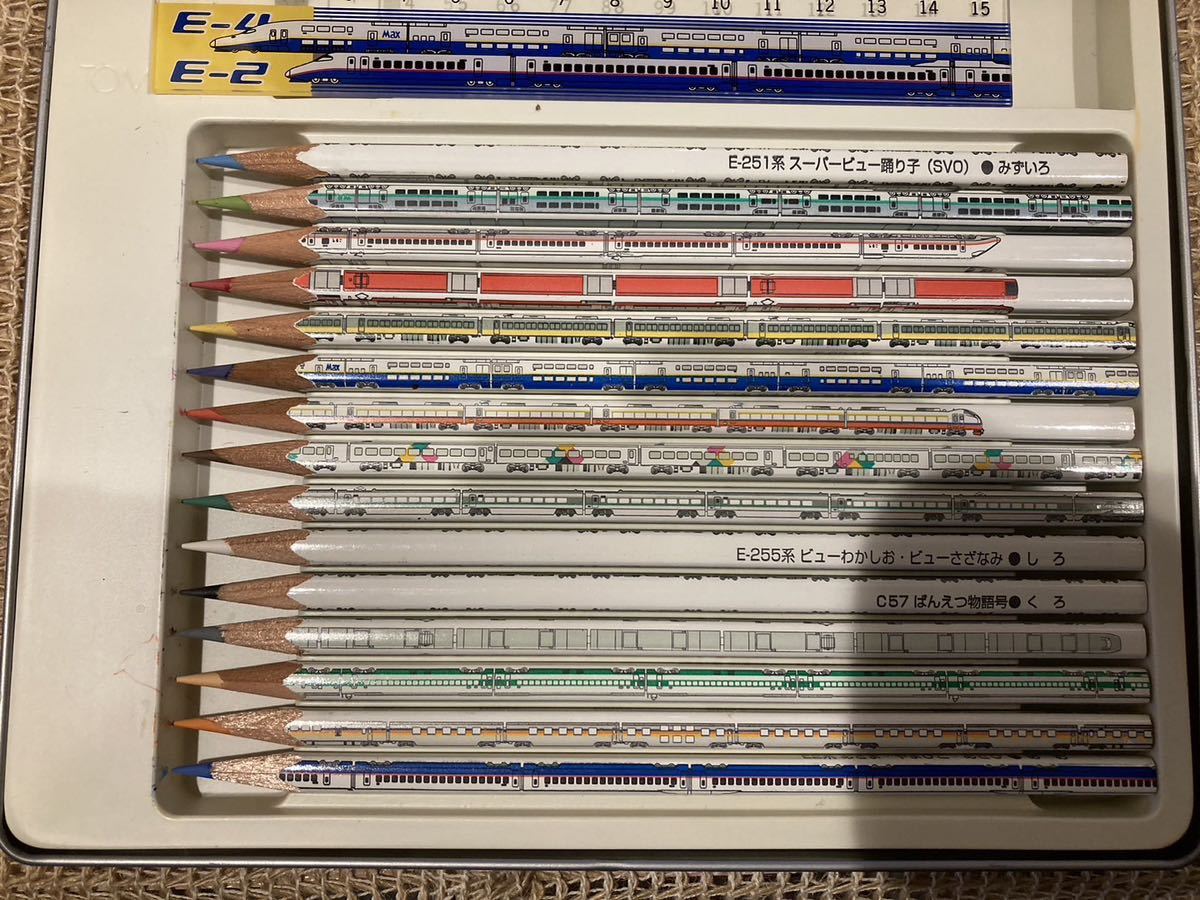 10 11 12 13 14 15
E-4
Max
E-2
TOM
E-251系 スーパービュー踊り子 (SVO) ●みずいろ
Max
E-255系 ビューわかしお・ビューさざなみ●しろ
C57 ばんえつ物語号●くろ